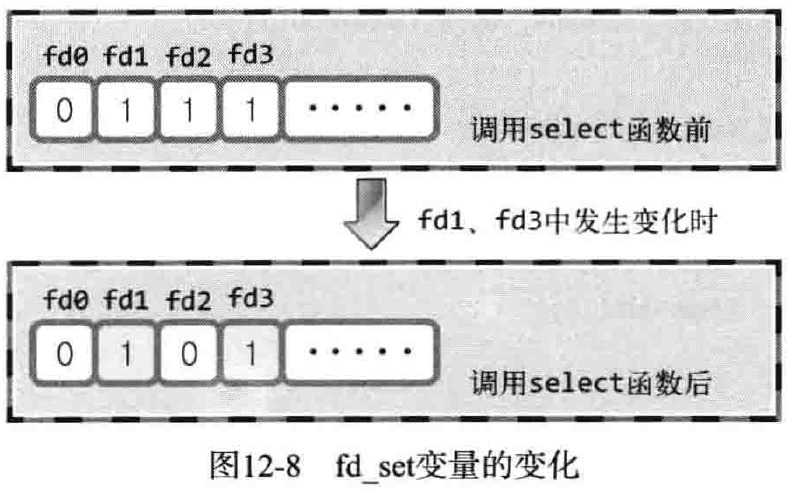 fd0 fd1 fd2 fd3
0 1 1 1 ·····
调用select函数前
fd1、fd3中发生变化时
fd0 fd1 fd2 fd3
0 1 0 1 ·····
调用select函数后
图12-8 fd_set变量的变化